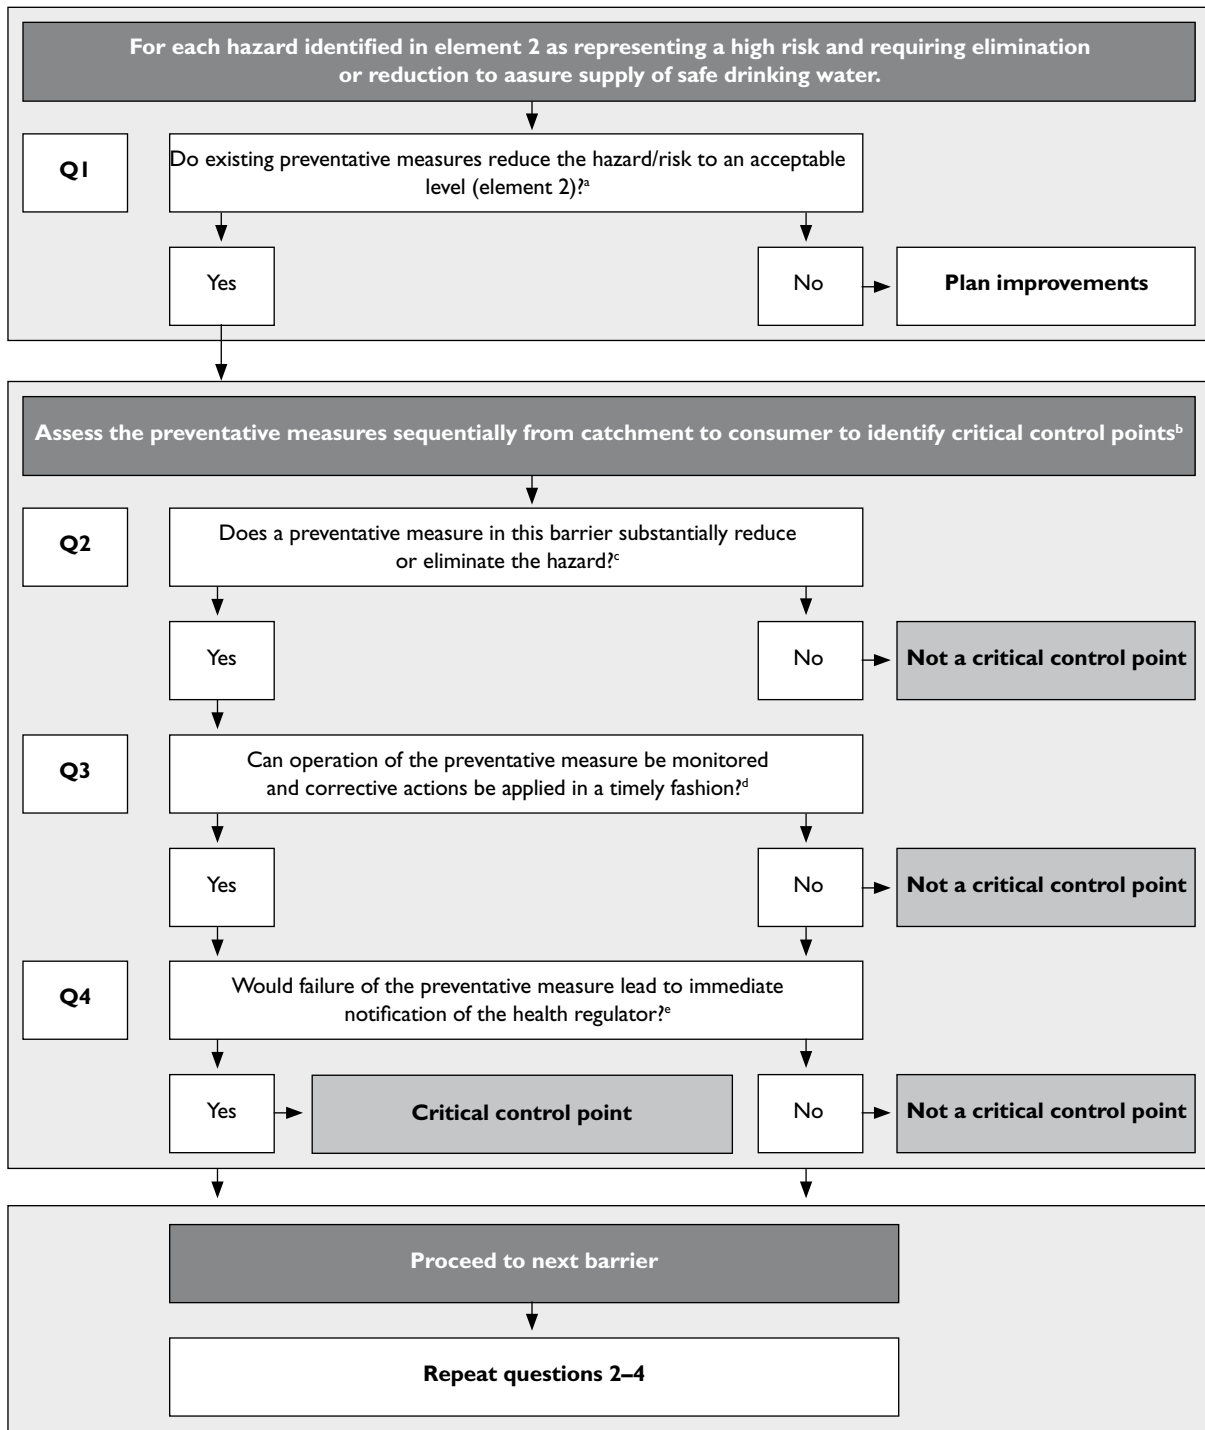 For each hazard identified in element 2 as representing a high risk and requiring elimination
or reduction to aasure supply of safe drinking water.
Q1
Do existing preventative measures reduce the hazard/risk to an acceptable
level (element 2)?ᵃ
Yes
No
Plan improvements
Assess the preventative measures sequentially from catchment to consumer to identify critical control pointsᵇ
Q2
Does a preventative measure in this barrier substantially reduce
or eliminate the hazard?ᶜ
Yes
No
Not a critical control point
Q3
Can operation of the preventative measure be monitored
and corrective actions be applied in a timely fashion?ᵈ
Yes
No
Not a critical control point
Q4
Would failure of the preventative measure lead to immediate
notification of the health regulator?ᵉ
Yes
Critical control point
No
Not a critical control point
Proceed to next barrier
Repeat questions 2–4